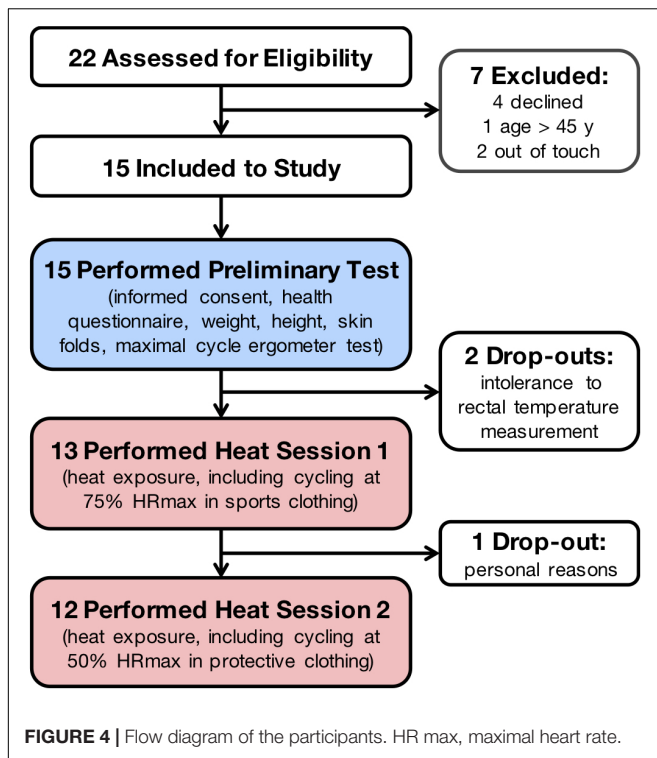 22 Assessed for Eligibility
7 Excluded:
4 declined
1 age > 45 y
2 out of touch
15 Included to Study
15 Performed Preliminary Test
(informed consent, health
questionnaire, weight, height, skin
folds, maximal cycle ergometer test)
2 Drop-outs:
intolerance to
rectal temperature
measurement
13 Performed Heat Session 1
(heat exposure, including cycling at
75% HRmax in sports clothing)
1 Drop-out:
personal reasons
12 Performed Heat Session 2
(heat exposure, including cycling at
50% HRmax in protective clothing)
FIGURE 4 | Flow diagram of the participants. HR max, maximal heart rate.